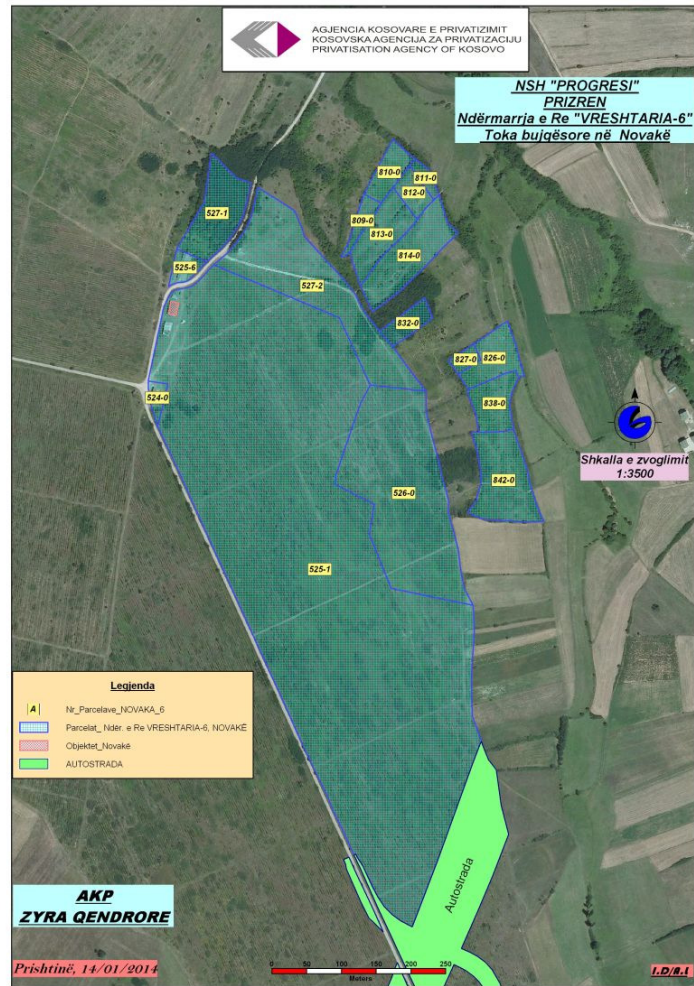 AGJENCIA KOSOVARE E PRIVATIZIMIT
KOSOVSKA AGENCIJA ZA PRIVATIZACIJU
PRIVATISATION AGENCY OF KOSOVO
NSH "PROGRESI"
PRIZREN
Ndërmarrja e Re "VRESHTARIA-6"
Toka bujqësore në Novakë
810-0
811-0
812-0
527-1
809-0
813-0
814-0
525-6
527-2
832-0
827-0
826-0
524-0
838-0
Shkalla e zvoglimit
1:3500
842-0
526-0
525-1
Legjenda
A Nr_Parcelave_NOVAKA_6
Parcelat_ Nder. e Re VRESHTARIA-6, NOVAKË
Objektet_Novakë
AUTOSTRADA
Autostrada
AKP
ZYRA QENDRORE
Prishtinë, 14/01/2014
0 50 100 150 200 250
Meters
I.D/A.I